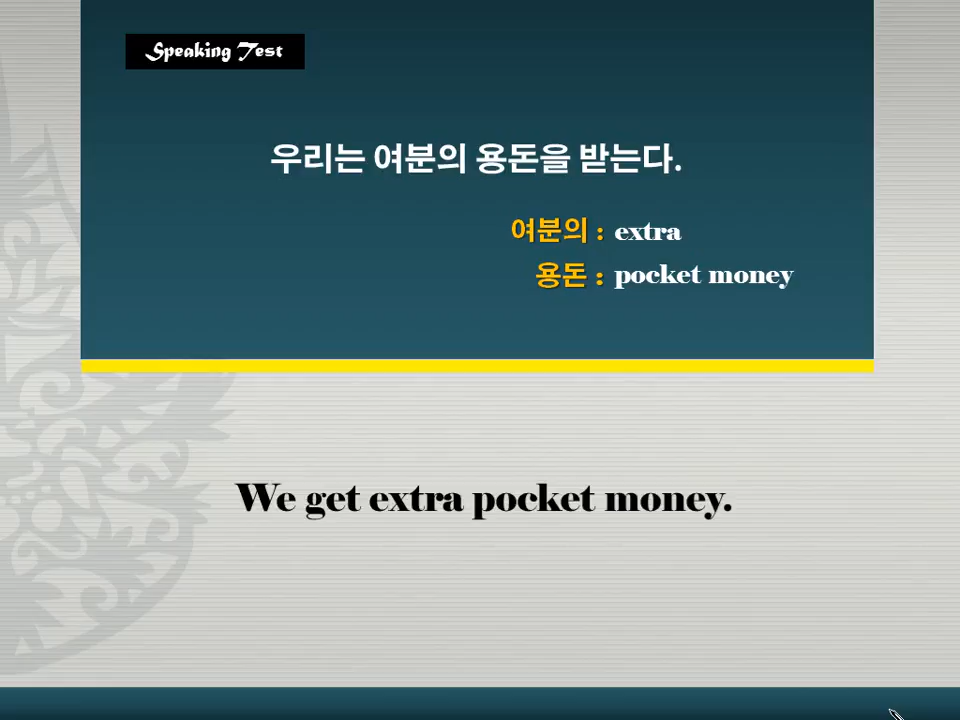 Speaking Test
우리는 여분의 용돈을 받는다.
여분의 : extra
용돈 : pocket money
We get extra pocket money.